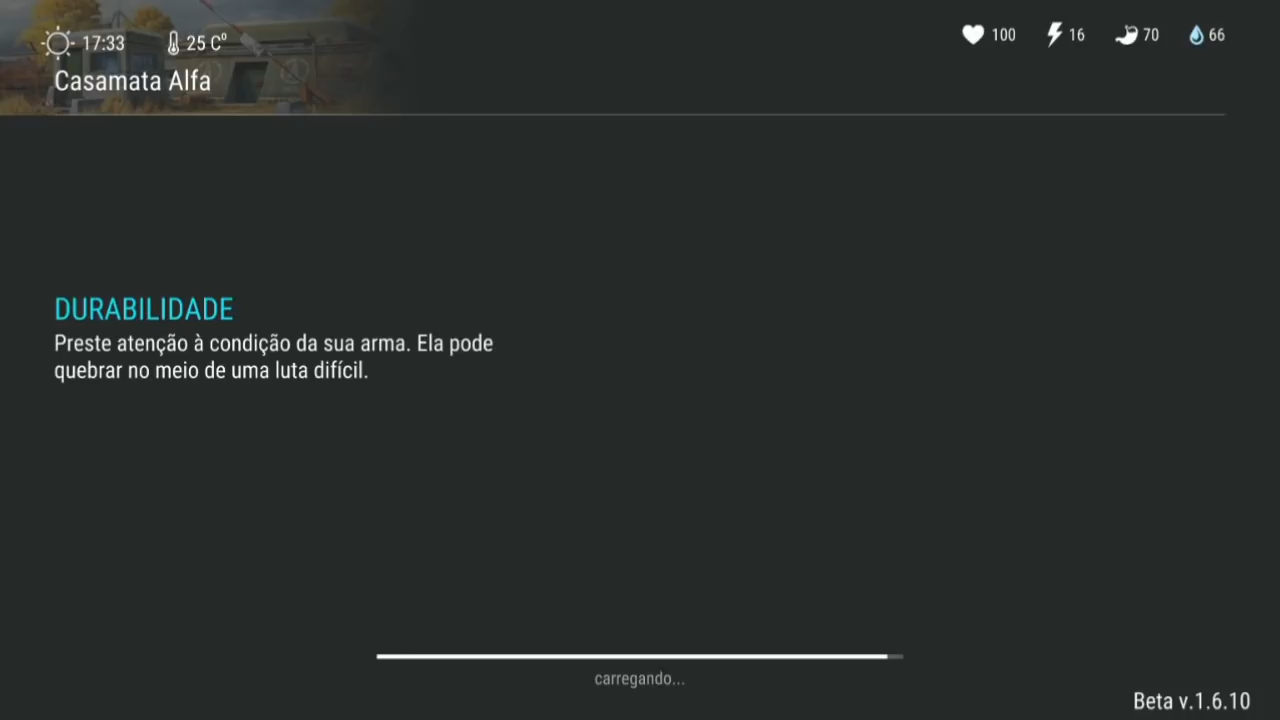 17:33 25 Cº
Casamata Alfa
100 16 70 66
DURABILIDADE
Preste atenção à condição da sua arma. Ela pode
quebrar no meio de uma luta difícil.
carregando...
Beta v.1.6.10